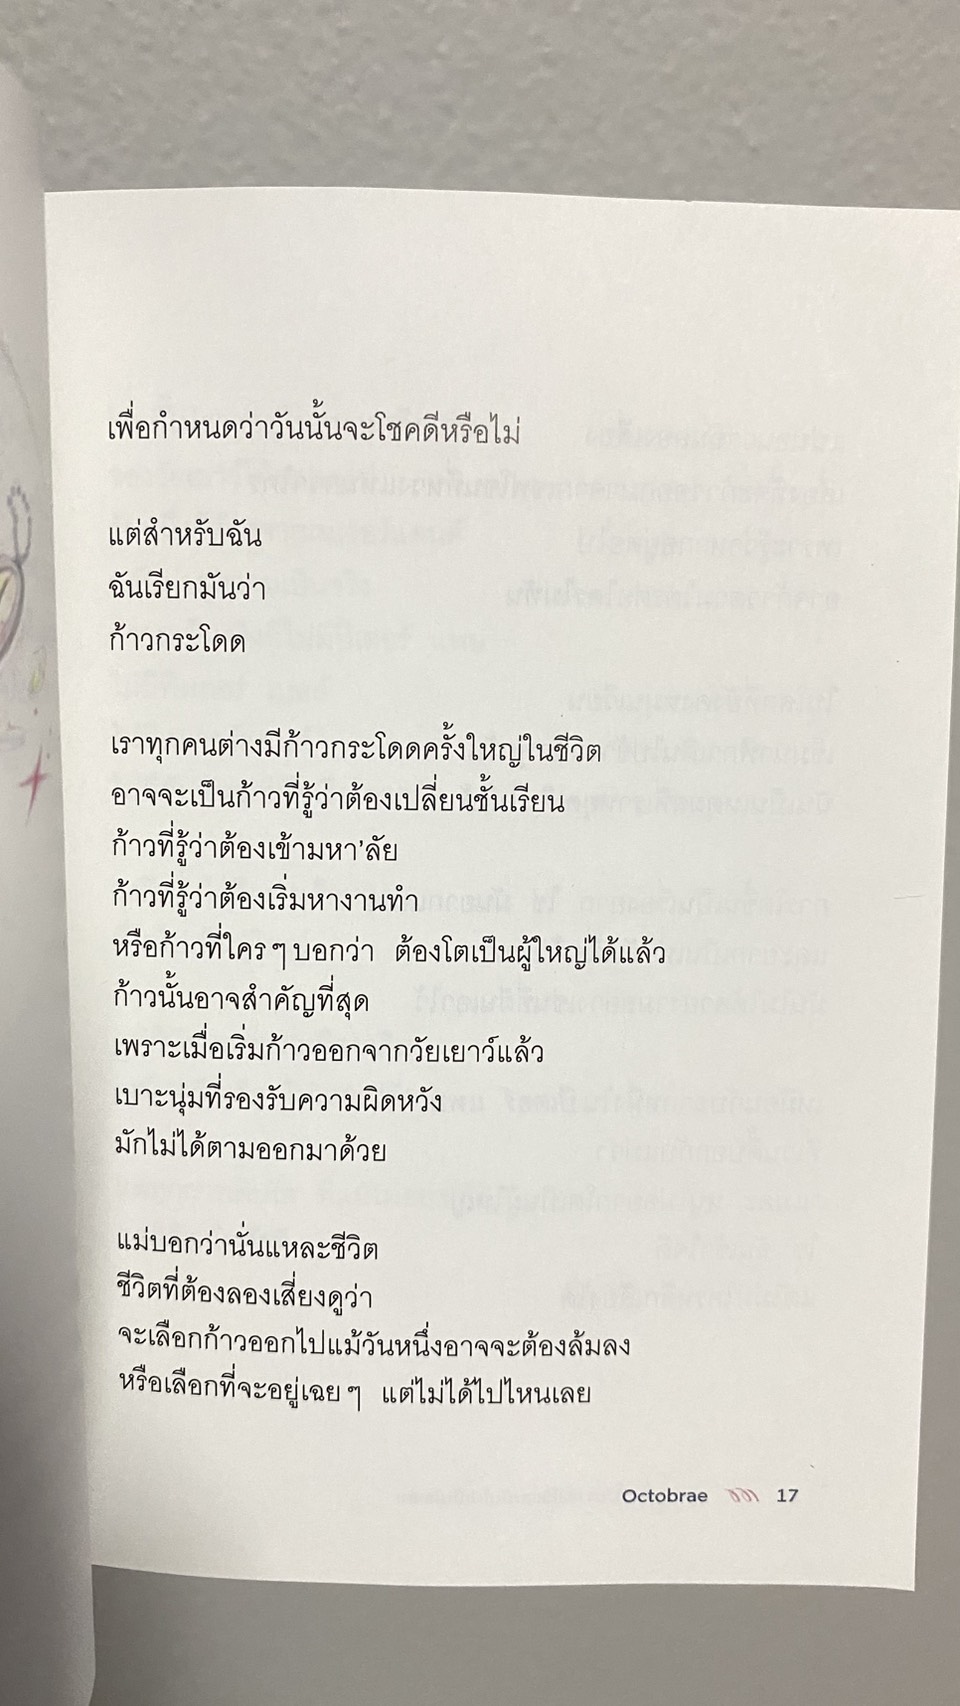 เพื่อกำหนดว่าวันนั้นจะโชคดีหรือไม่
แต่สำหรับฉัน
ฉันเรียกมันว่า
ก้าวกระโดด
เราทุกคนต่างมีก้าวกระโดดครั้งใหญ่ในชีวิต
อาจจะเป็นก้าวที่รู้ว่าต้องเปลี่ยนชั้นเรียน
ก้าวที่รู้ว่าต้องเข้ามหา’ลัย
ก้าวที่รู้ว่าต้องเริ่มหางานทำ
หรือก้าวที่ใคร ๆ บอกว่า ต้องโตเป็นผู้ใหญ่ได้แล้ว
ก้าวนั้นอาจสำคัญที่สุด
เพราะเมื่อเริ่มก้าวออกจากวัยเยาว์แล้ว
เบาะนุ่มที่รองรับความผิดหวัง
มักไม่ได้ตามออกมาด้วย
แม่บอกว่านั่นแหละชีวิต
ชีวิตที่ต้องลองเสี่ยงดูว่า
จะเลือกก้าวออกไปแม้วันหนึ่งอาจจะต้องล้มลง
หรือเลือกที่จะอยู่เฉย ๆ แต่ไม่ได้ไปไหนเลย
Octobrae 17